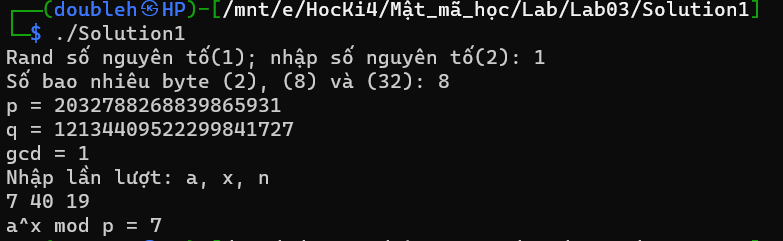 ┌──(doubleh㉿HP)-[/mnt/e/HocKi4/Mật_mã_học/Lab/Lab03/Solution1]
└─$ ./Solution1
Rand số nguyên tố(1); nhập số nguyên tố(2): 1
Số bao nhiêu byte (2), (8) và (32): 8
p = 2032788268839865931
q = 12134409522299841727
gcd = 1
Nhập lần lượt: a, x, n
7 40 19
a^x mod p = 7